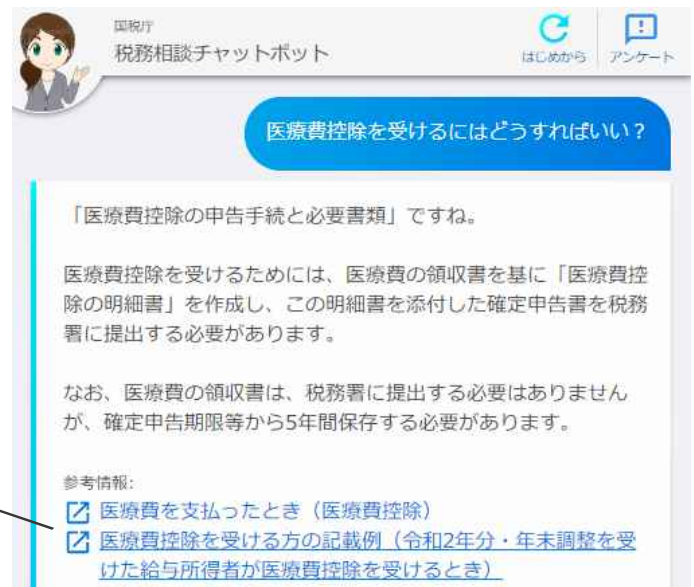 国税庁
税務相談チャットボット
はじめから
アンケート
医療費控除を受けるにはどうすればいい？
「医療費控除の申告手続と必要書類」ですね。
医療費控除を受けるためには、医療費の領収書を基に「医療費控
除の明細書」を作成し、この明細書を添付した確定申告書を税務
署に提出する必要があります。
なお、医療費の領収書は、税務署に提出する必要はありません
が、確定申告期限等から5年間保存する必要があります。
参考情報:
医療費を支払ったとき（医療費控除）
医療費控除を受ける方の記載例（令和2年分・年末調整を受
けた給与所得者が医療費控除を受けるとき）